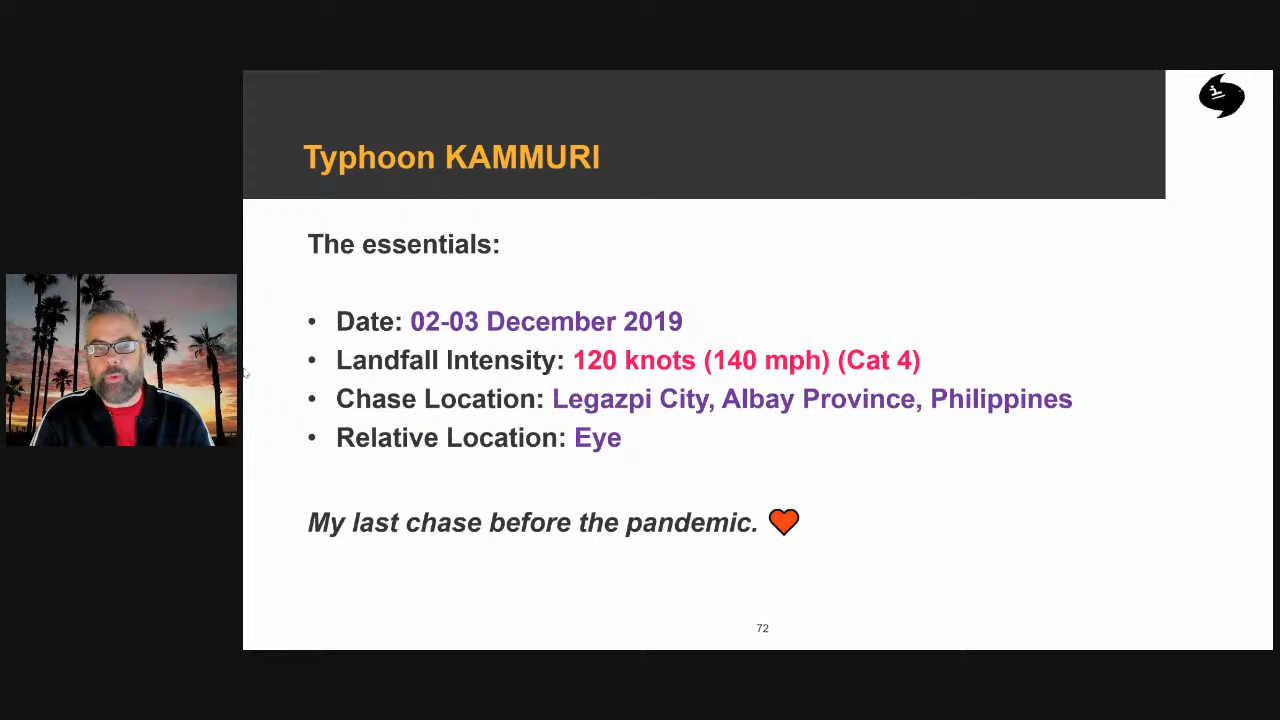 Typhoon KAMMURI
The essentials:
• Date: 02-03 December 2019
• Landfall Intensity: 120 knots (140 mph) (Cat 4)
• Chase Location: Legazpi City, Albay Province, Philippines
• Relative Location: Eye
My last chase before the pandemic.
72